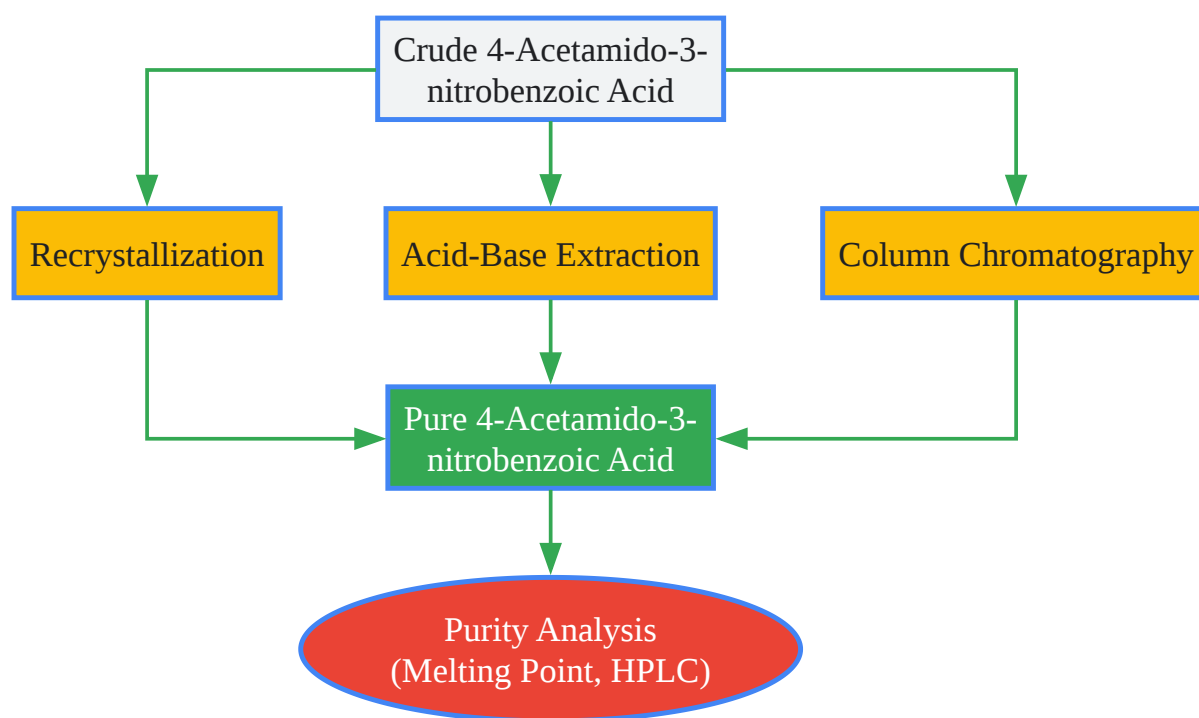 Crude 4-Acetamido-3-
nitrobenzoic Acid
Recrystallization
Acid-Base Extraction
Column Chromatography
Pure 4-Acetamido-3-
nitrobenzoic Acid
Purity Analysis
(Melting Point, HPLC)